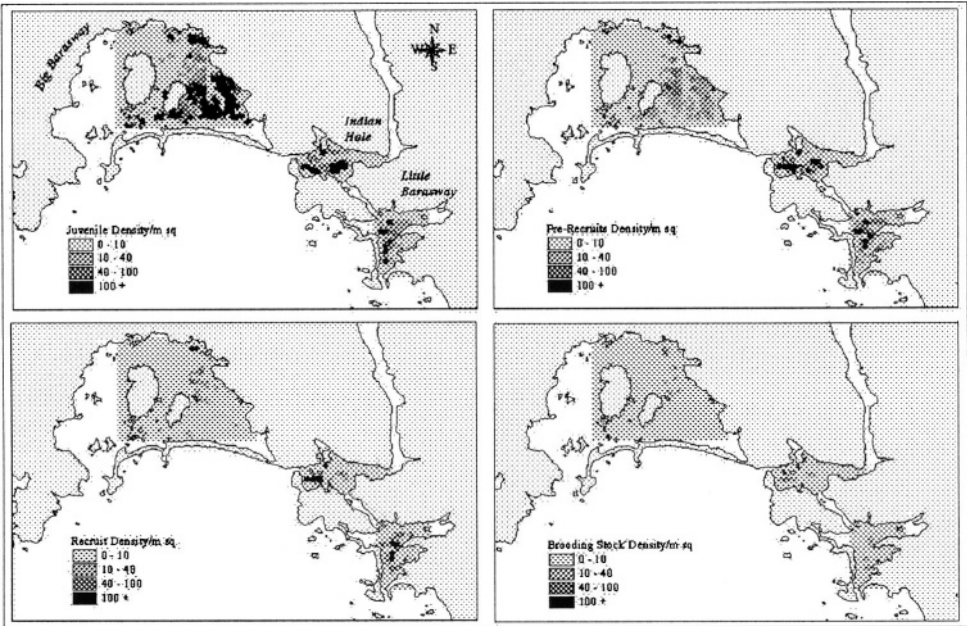 Big Barasway
N
W E
S
Indian
Hole
Little
Barasway
Juvenile Density/m sq
0 - 10
10 - 40
40 - 100
100 +
Pre-Recruits Density/m sq
0 - 10
10 - 40
40 - 100
100 +
Recruit Density/m sq
0 - 10
10 - 40
40 - 100
100 +
Brooding Stock Density/m sq
0 - 10
10 - 40
40 - 100
100 +